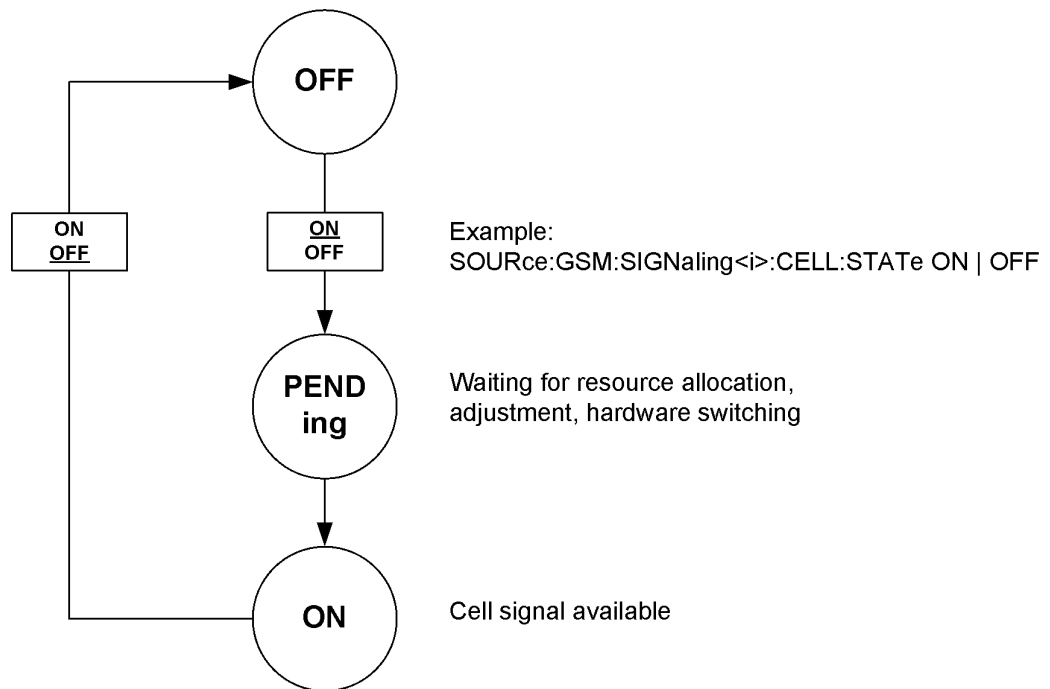 OFF
ON
OFF
ON
OFF
Example:
SOURce:GSM:SIGNaling<i>:CELL:STATe ON | OFF
PEND
ing
Waiting for resource allocation,
adjustment, hardware switching
ON
Cell signal available